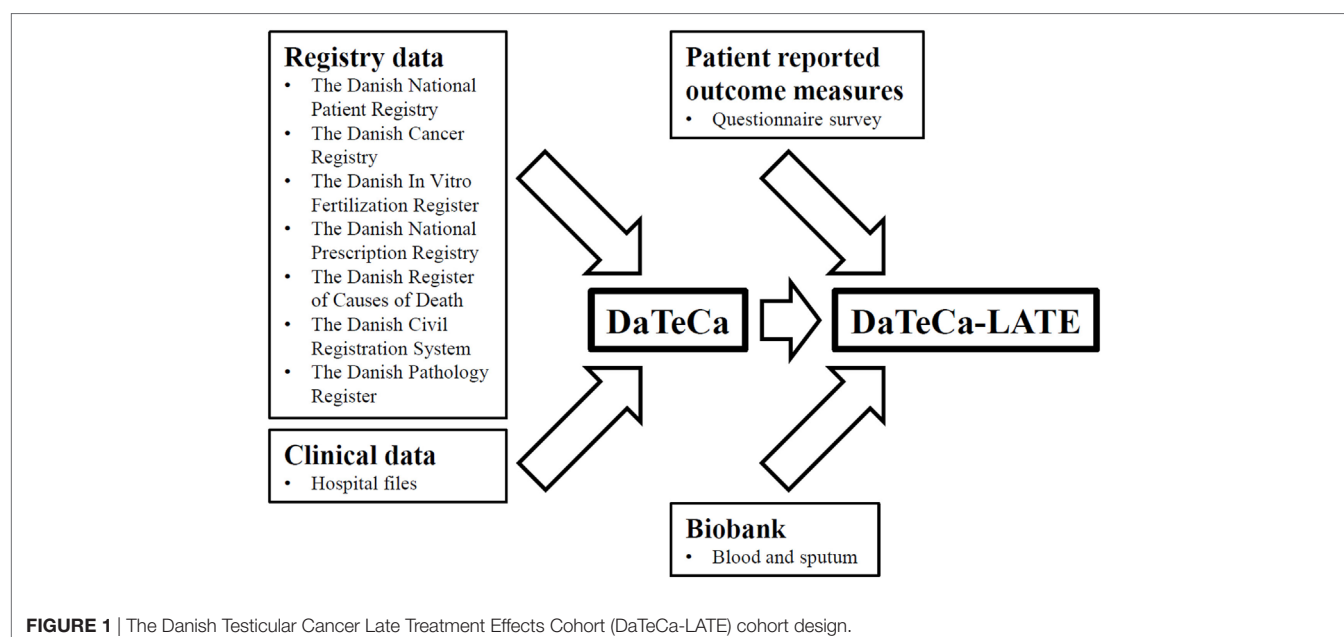 Registry data
• The Danish National
Patient Registry
• The Danish Cancer
Registry
• The Danish In Vitro
Fertilization Register
• The Danish National
Prescription Registry
• The Danish Register
of Causes of Death
• The Danish Civil
Registration System
• The Danish Pathology
Register
Clinical data
• Hospital files
Patient reported
outcome measures
• Questionnaire survey
DaTeCa
DaTeCa-LATE
Biobank
• Blood and sputum
FIGURE 1 | The Danish Testicular Cancer Late Treatment Effects Cohort (DaTeCa-LATE) cohort design.